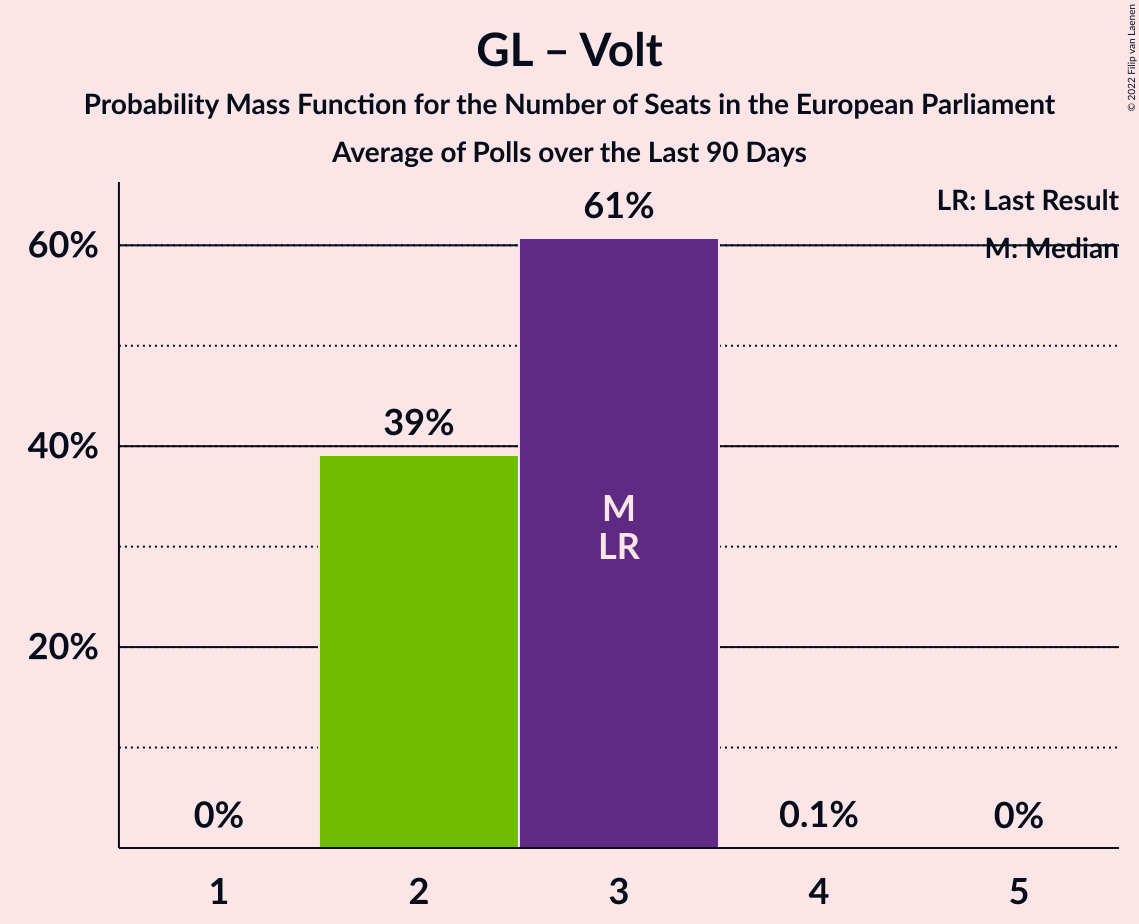 GL – Volt
Probability Mass Function for the Number of Seats in the European Parliament
Average of Polls over the Last 90 Days
© 2022 Filip van Laenen
LR: Last Result
M: Median
61%
60%
39%
40%
M
LR
20%
0%
0.1%
0%
1 2 3 4 5